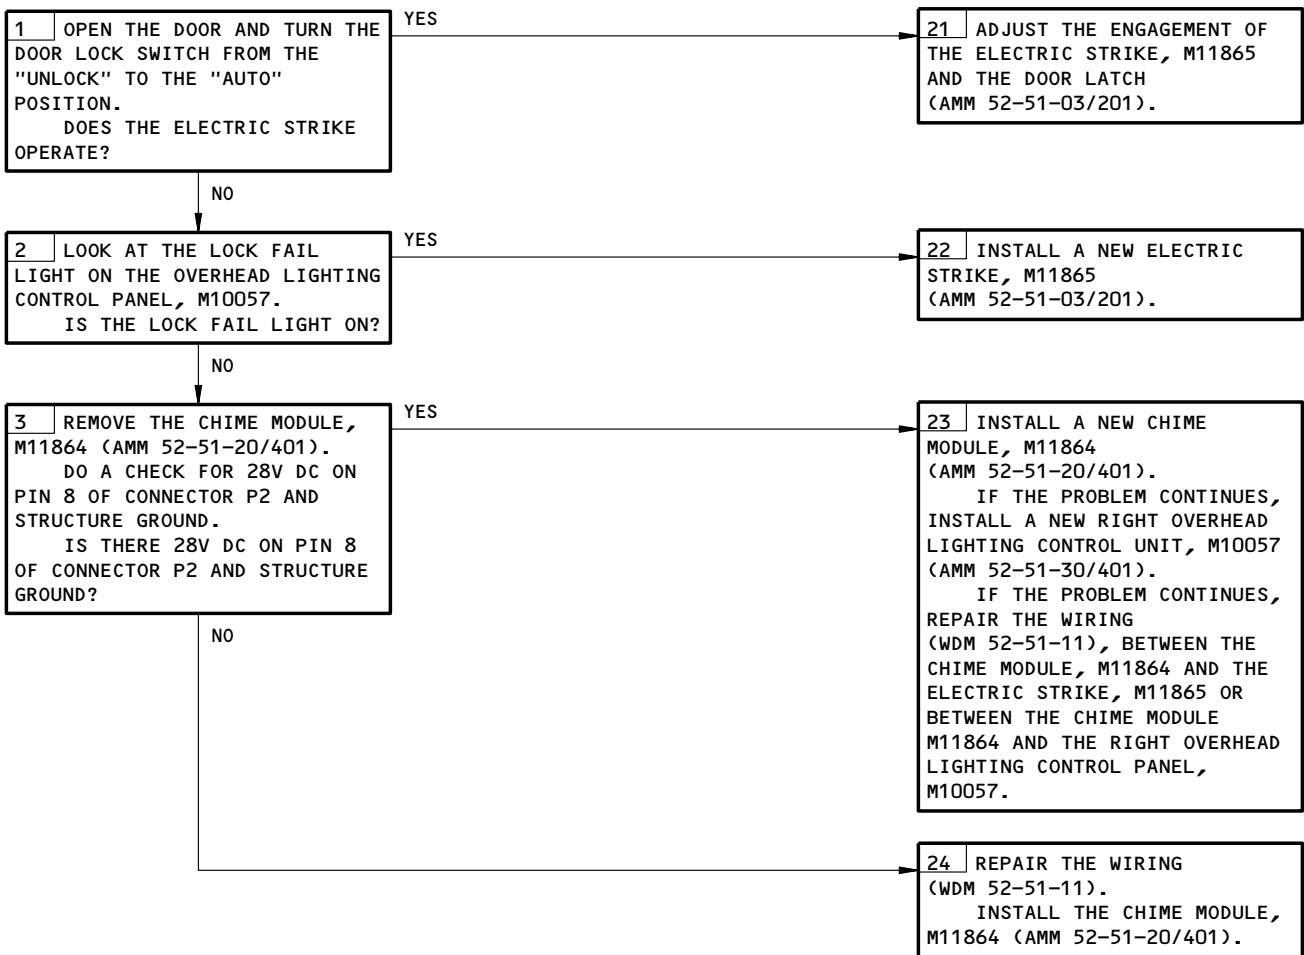 1 OPEN THE DOOR AND TURN THE
DOOR LOCK SWITCH FROM THE
"UNLOCK" TO THE "AUTO"
POSITION.
DOES THE ELECTRIC STRIKE
OPERATE?
YES
21 ADJUST THE ENGAGEMENT OF
THE ELECTRIC STRIKE, M11865
AND THE DOOR LATCH
(AMM 52-51-03/201).
NO
2 LOOK AT THE LOCK FAIL
LIGHT ON THE OVERHEAD LIGHTING
CONTROL PANEL, M10057.
IS THE LOCK FAIL LIGHT ON?
YES
22 INSTALL A NEW ELECTRIC
STRIKE, M11865
(AMM 52-51-03/201).
NO
3 REMOVE THE CHIME MODULE,
M11864 (AMM 52-51-20/401).
DO A CHECK FOR 28V DC ON
PIN 8 OF CONNECTOR P2 AND
STRUCTURE GROUND.
IS THERE 28V DC ON PIN 8
OF CONNECTOR P2 AND STRUCTURE
GROUND?
YES
23 INSTALL A NEW CHIME
MODULE, M11864
(AMM 52-51-20/401).
IF THE PROBLEM CONTINUES,
INSTALL A NEW RIGHT OVERHEAD
LIGHTING CONTROL UNIT, M10057
(AMM 52-51-30/401).
IF THE PROBLEM CONTINUES,
REPAIR THE WIRING
(WDM 52-51-11), BETWEEN THE
CHIME MODULE, M11864 AND THE
ELECTRIC STRIKE, M11865 OR
BETWEEN THE CHIME MODULE
M11864 AND THE RIGHT OVERHEAD
LIGHTING CONTROL PANEL,
M10057.
NO
24 REPAIR THE WIRING
(WDM 52-51-11).
INSTALL THE CHIME MODULE,
M11864 (AMM 52-51-20/401).